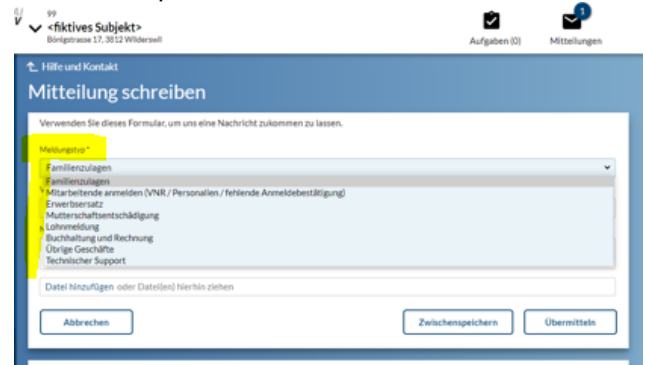 99
<fiktives Subjekt>
Bönigstrasse 17, 3812 Wilderswil
Aufgaben (0)
1
Mitteilungen
Hilfe und Kontakt
Mitteilung schreiben
Verwenden Sie dieses Formular, um uns eine Nachricht zukommen zu lassen.
Meldungstyp*
Familienzulagen
Familienzulagen
Mitarbeitende anmelden (VNR / Personalien / fehlende Anmeldebestätigung)
Erwerbsersatz
Mutterschaftsentschädigung
Lohnmeldung
Buchhaltung und Rechnung
Übrige Geschäfte
Technischer Support
Datei hinzufügen oder Datei(en) hierhin ziehen
Abbrechen
Zwischenspeichern
Übermitteln